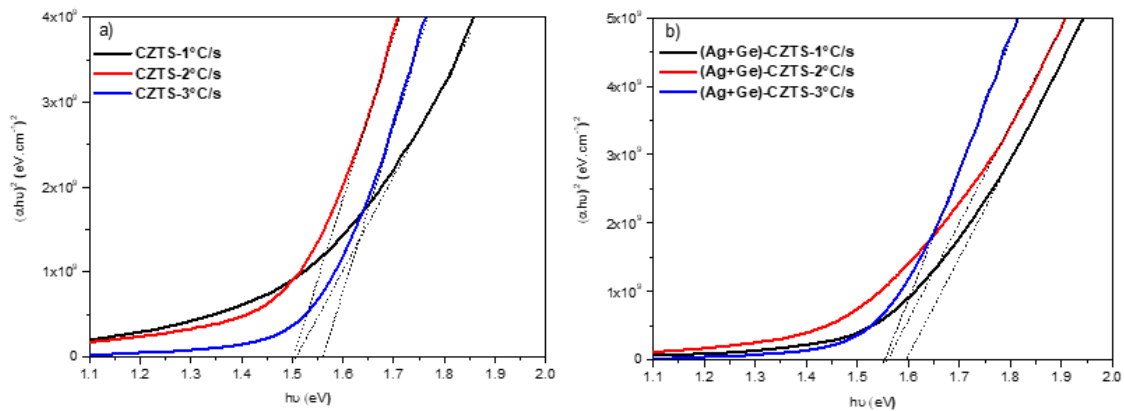 a)
CZTS-1°C/s
CZTS-2°C/s
CZTS-3°C/s
4x10⁹
3x10⁹
2x10⁹
1x10⁹
0
(αhυ)² (eV.cm⁻¹)²
1.1 1.2 1.3 1.4 1.5 1.6 1.7 1.8 1.9 2.0
hυ (eV)
b)
(Ag+Ge)-CZTS-1°C/s
(Ag+Ge)-CZTS-2°C/s
(Ag+Ge)-CZTS-3°C/s
5x10⁹
4x10⁹
3x10⁹
2x10⁹
1x10⁹
0
(αhυ)² (eV.cm⁻¹)²
1.1 1.2 1.3 1.4 1.5 1.6 1.7 1.8 1.9 2.0
hυ (eV)